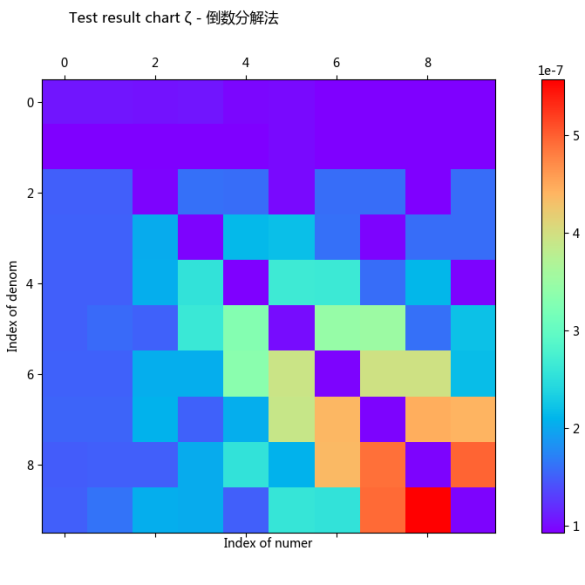 Test result chart ζ - 倒数分解法
0 2 4 6 8
1e-7
0
2
4
6
8
Index of denom
Index of numer
5
4
3
2
1